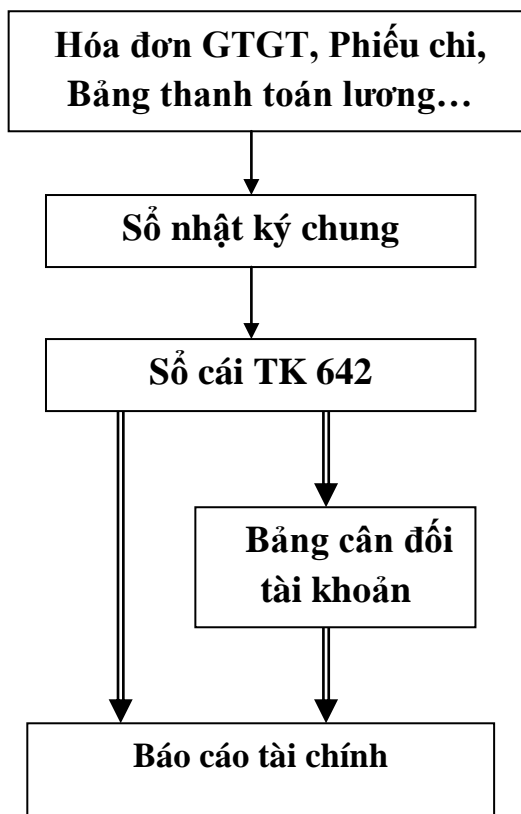 Hóa đơn GTGT, Phiếu chi,
Bảng thanh toán lương…
Sổ nhật ký chung
Sổ cái TK 642
Bảng cân đối
tài khoản
Báo cáo tài chính